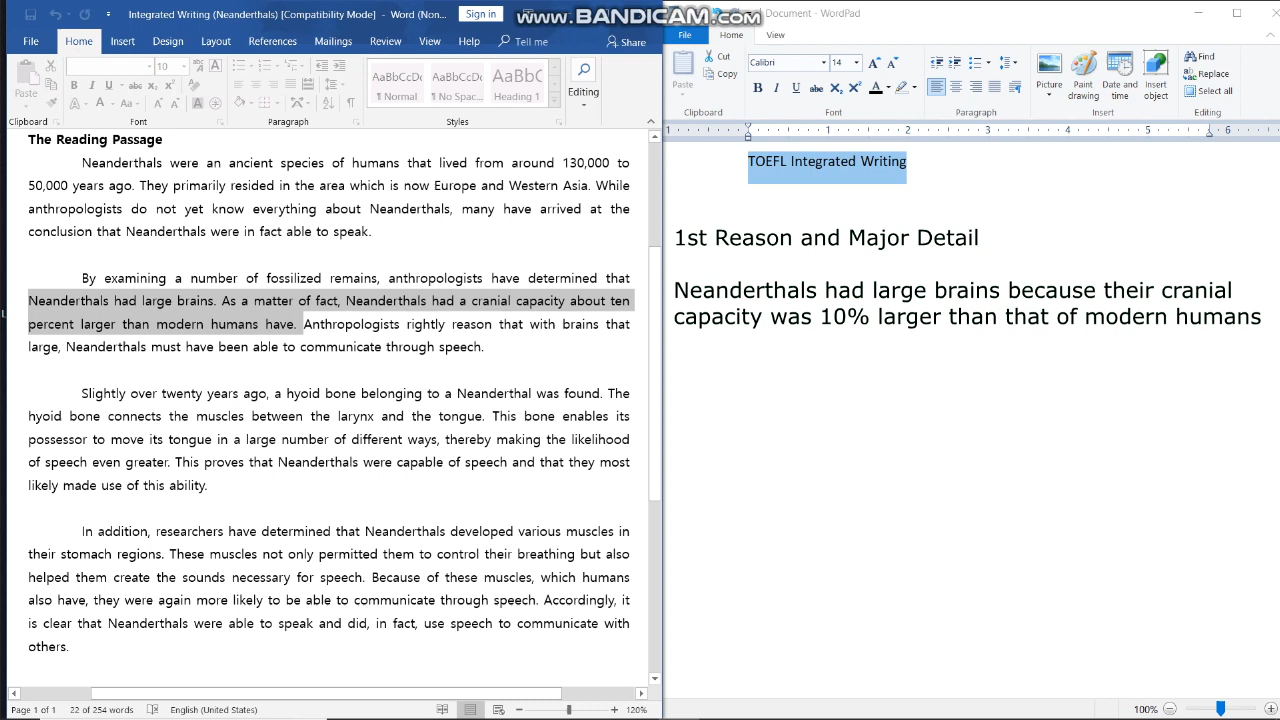 Integrated Writing (Neanderthals) [Compatibility Mode] - Word (Non...
Sign in
www.BANDICAM.com
Document - WordPad
File Home Insert Design Layout References Mailings Review View Help Tell me Share
File Home View
Paste
10
Clipboard
Font
Paragraph
AaBbCcD
¶ Normal
AaBbCcD
¶ No Spac...
AaBbC
Heading 1
Styles
Editing
Paste
Cut
Copy
Clipboard
Calibri 14
Font
Paragraph
Picture
Paint drawing
Date and time
Insert object
Insert
Find
Replace
Select all
Editing
The Reading Passage
Neanderthals were an ancient species of humans that lived from around 130,000 to
50,000 years ago. They primarily resided in the area which is now Europe and Western Asia. While
anthropologists do not yet know everything about Neanderthals, many have arrived at the
conclusion that Neanderthals were in fact able to speak.
By examining a number of fossilized remains, anthropologists have determined that
Neanderthals had large brains. As a matter of fact, Neanderthals had a cranial capacity about ten
percent larger than modern humans have. Anthropologists rightly reason that with brains that
large, Neanderthals must have been able to communicate through speech.
Slightly over twenty years ago, a hyoid bone belonging to a Neanderthal was found. The
hyoid bone connects the muscles between the larynx and the tongue. This bone enables its
possessor to move its tongue in a large number of different ways, thereby making the likelihood
of speech even greater. This proves that Neanderthals were capable of speech and that they most
likely made use of this ability.
In addition, researchers have determined that Neanderthals developed various muscles in
their stomach regions. These muscles not only permitted them to control their breathing but also
helped them create the sounds necessary for speech. Because of these muscles, which humans
also have, they were again more likely to be able to communicate through speech. Accordingly, it
is clear that Neanderthals were able to speak and did, in fact, use speech to communicate with
others.
1 1 2 3 4 5 6
TOEFL Integrated Writing
1st Reason and Major Detail
Neanderthals had large brains because their cranial
capacity was 10% larger than that of modern humans
Page 1 of 1 22 of 254 words English (United States) 120%
100%